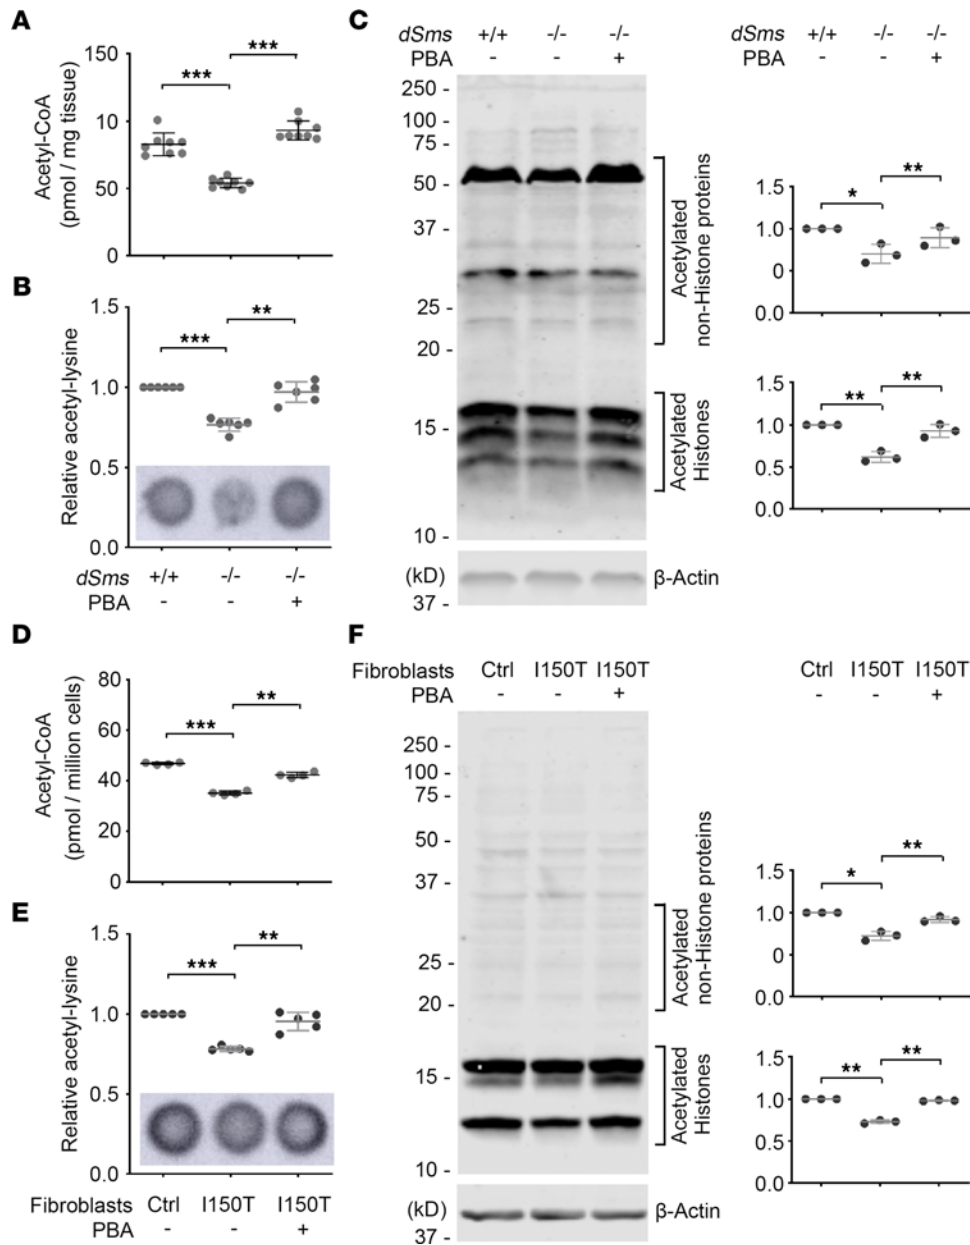 A
Acetyl-CoA
(pmol / mg tissue)
150
10
50
0
***
***
B
Relative acetyl-lysine
1.5
1.0
0.5
0.0
***
**
dSms +/+ -/- -/-
PBA - - +
C
dSms +/+ -/- -/-
PBA - - +
250 -
100 -
75 -
50 -
37 -
25 -
20 -
15 -
10 -
(kD)
37 -
Acetylated
non-Histone proteins
Acetylated
Histones
β-Actin
dSms +/+ -/- -/-
PBA - - +
1.5
1.0
0
0.0
*
**
1.5
1.0
0.5
0.0
**
**
D
Acetyl-CoA
(pmol / million cells)
80
60
40
20
0
***
**
E
Relative acetyl-lysine
1.5
1.0
0.5
0.0
***
**
Fibroblasts Ctrl I150T I150T
PBA - - +
F
Fibroblasts Ctrl I150T I150T
PBA - - +
250 -
100 -
75 -
50 -
37 -
25 -
20 -
15 -
10 -
(kD)
37 -
Acetylated
non-Histone proteins
Acetylated
Histones
β-Actin
Ctrl I150T I150T
- - +
1.5
1.0
0
0.0
*
**
1.5
1.0
0.5
0.0
**
**